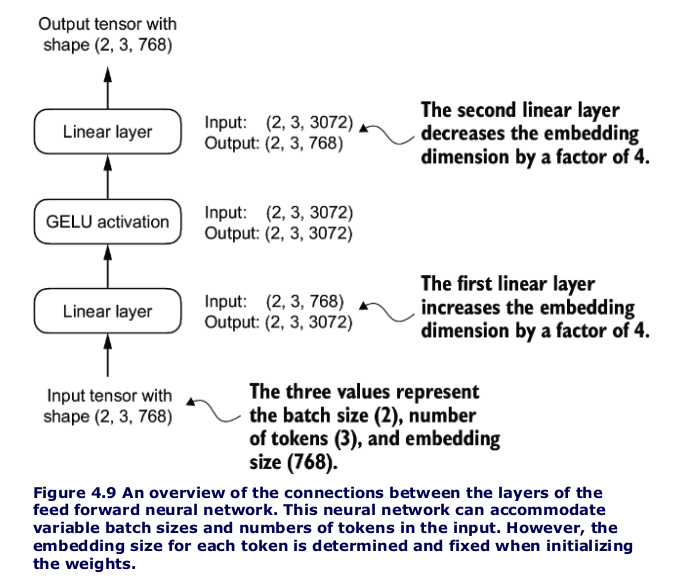 Output tensor with
shape (2, 3, 768)
Linear layer
Input: (2, 3, 3072)
Output: (2, 3, 768)
The second linear layer
decreases the embedding
dimension by a factor of 4.
GELU activation
Input: (2, 3, 3072)
Output: (2, 3, 3072)
Linear layer
Input: (2, 3, 768)
Output: (2, 3, 3072)
The first linear layer
increases the embedding
dimension by a factor of 4.
Input tensor with
shape (2, 3, 768)
The three values represent
the batch size (2), number
of tokens (3), and embedding
size (768).
Figure 4.9 An overview of the connections between the layers of the
feed forward neural network. This neural network can accommodate
variable batch sizes and numbers of tokens in the input. However, the
embedding size for each token is determined and fixed when initializing
the weights.